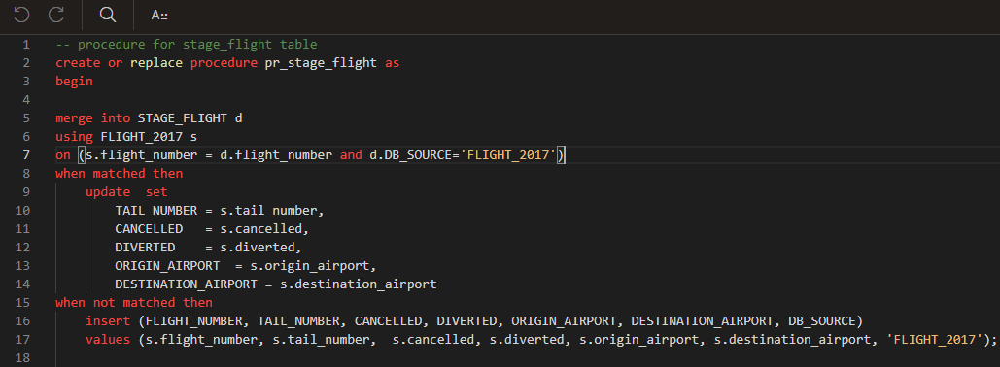 A::
1 -- procedure for stage_flight table
2 create or replace procedure pr_stage_flight as
3 begin
4
5 merge into STAGE_FLIGHT d
6 using FLIGHT_2017 s
7 on (s.flight_number = d.flight_number and d.DB_SOURCE='FLIGHT_2017')
8 when matched then
9     update  set
10         TAIL_NUMBER = s.tail_number,
11         CANCELLED   = s.cancelled,
12         DIVERTED    = s.diverted,
13         ORIGIN_AIRPORT  = s.origin_airport,
14         DESTINATION_AIRPORT = s.destination_airport
15 when not matched then
16     insert (FLIGHT_NUMBER, TAIL_NUMBER, CANCELLED, DIVERTED, ORIGIN_AIRPORT, DESTINATION_AIRPORT, DB_SOURCE)
17     values (s.flight_number, s.tail_number,  s.cancelled, s.diverted, s.origin_airport, s.destination_airport, 'FLIGHT_2017');
18